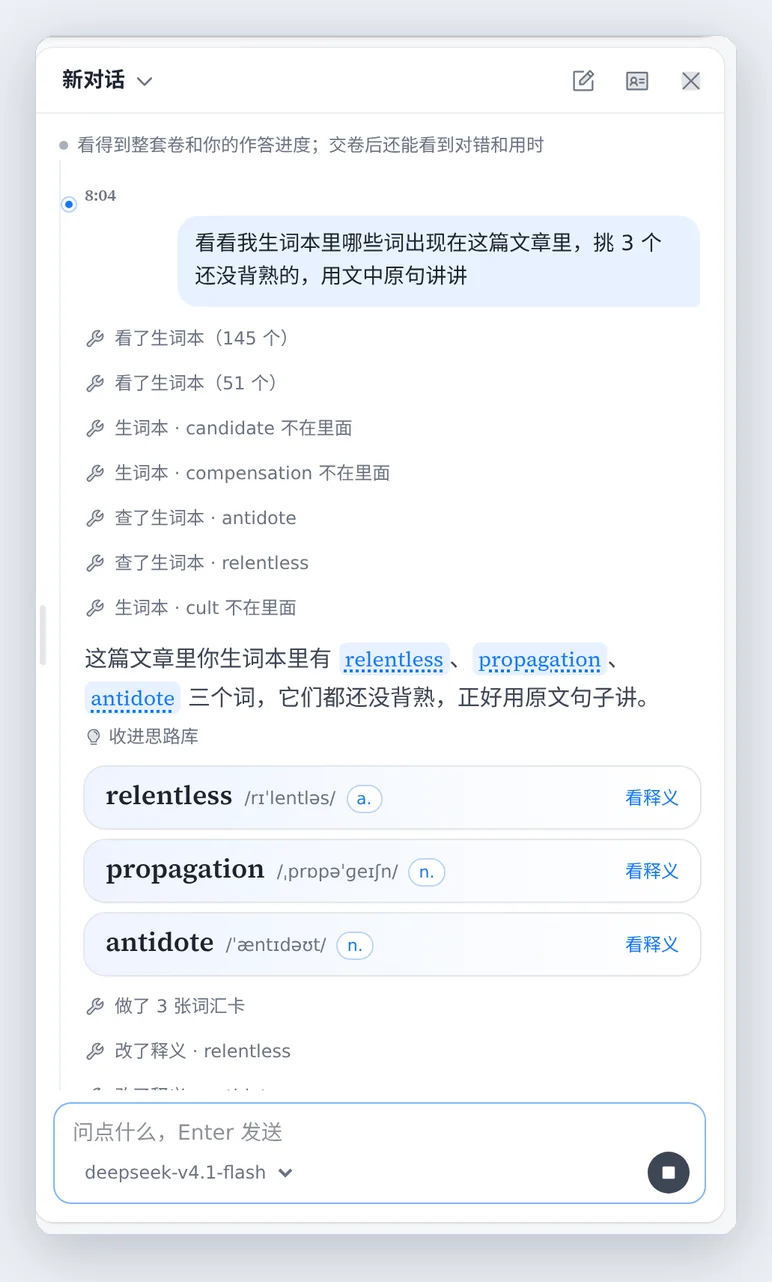 新对话
看得到整套卷和你的作答进度；交卷后还能看到对错和用时
8:04
看看我生词本里哪些词出现在这篇文章里，挑 3 个
还没背熟的，用文中原句讲讲
看了生词本（145 个）
看了生词本（51 个）
生词本 · candidate 不在里面
生词本 · compensation 不在里面
查了生词本 · antidote
查了生词本 · relentless
生词本 · cult 不在里面
这篇文章里你生词本里有 relentless、propagation、
antidote 三个词，它们都还没背熟，正好用原文句子讲。
收进思路库
relentless /rɪˈlentləs/ a. 看释义
propagation /ˌprɒpəˈɡeɪʃn/ n. 看释义
antidote /ˈæntɪdəʊt/ n. 看释义
做了 3 张词汇卡
改了释义 · relentless
问点什么，Enter 发送
deepseek-v4.1-flash